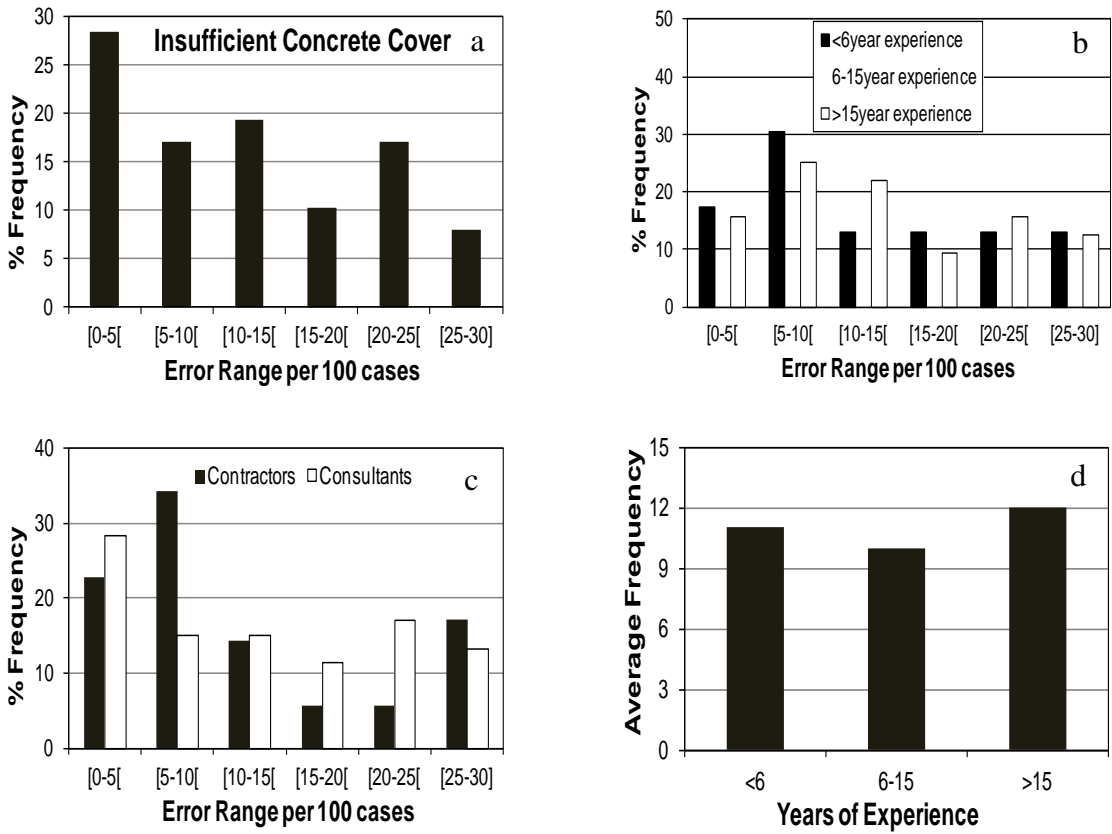 Insufficient Concrete Cover a
30
25
20
15
10
5
0
% Frequency
[0-5[ [5-10[ [10-15[ [15-20[ [20-25[ [25-30]
Error Range per 100 cases
b
<6year experience
6-15year experience
>15year experience
50
40
30
20
10
0
% Frequency
[0-5[ [5-10[ [10-15[ [15-20[ [20-25[ [25-30]
Error Range per 100 cases
Contractors Consultants c
40
30
20
10
0
% Frequency
[0-5[ [5-10[ [10-15[ [15-20[ [20-25[ [25-30]
Error Range per 100 cases
d
15
12
9
6
3
0
Average Frequency
<6 6-15 >15
Years of Experience